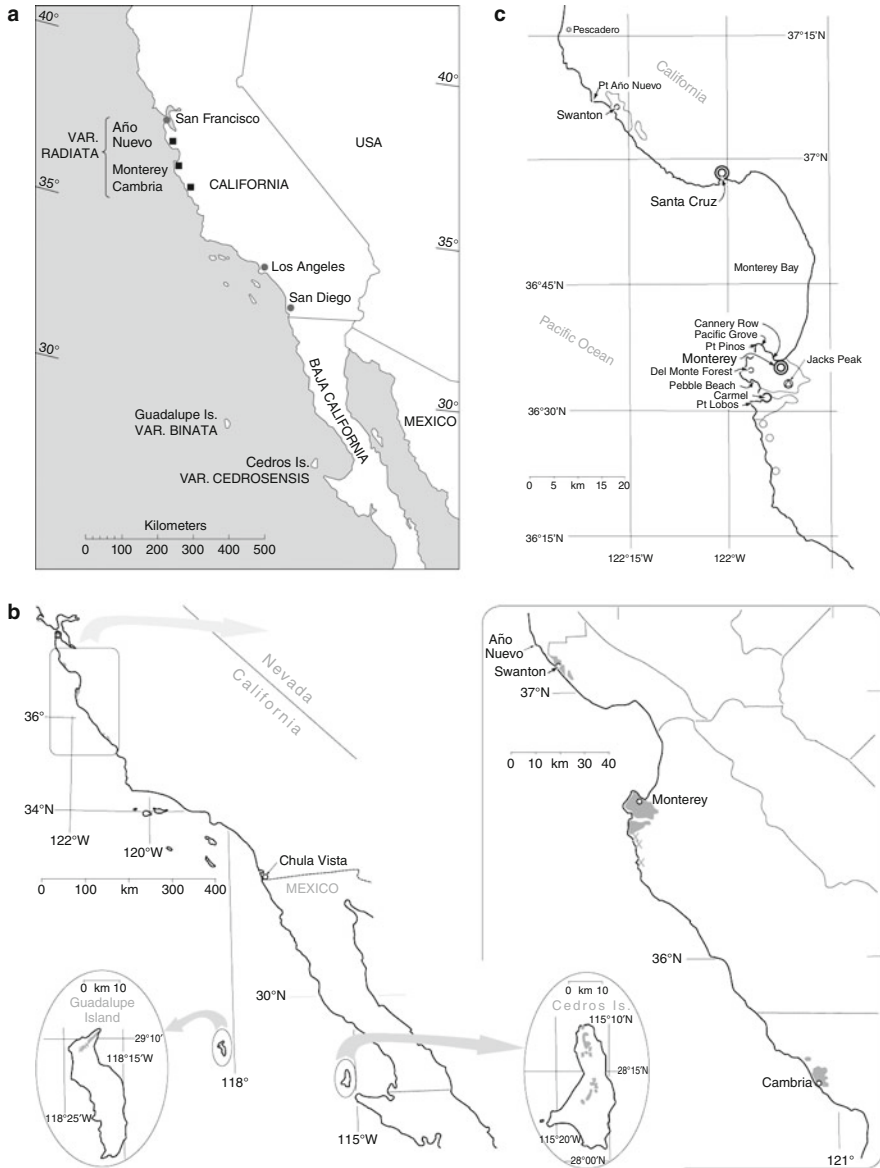 a
40°
40°
San Francisco
VAR.
RADIATA
Año
Nuevo
Monterey
Cambria
CALIFORNIA
USA
35°
35°
Los Angeles
San Diego
30°
30°
BAJA CALIFORNIA
MEXICO
Guadalupe Is.
VAR. BINATA
Cedros Is.
VAR. CEDROSENSIS
Kilometers
0 100 200 300 400 500
c
Pescadero
37°15'N
California
Pt Año Nuevo
Swanton
37°N
Santa Cruz
Monterey Bay
36°45'N
Pacific Ocean
Cannery Row
Pacific Grove
Pt Pinos
Monterey
Jacks Peak
Del Monte Forest
Pebble Beach
Carmel
Pt Lobos
36°30'N
0 5 km 10 20
36°15'N
122°15W
122°W
b
Nevada
California
36°
34°N
122°W
120°W
Chula Vista
MEXICO
0 100 km 300 400
30°N
0 km 10
Guadalupe
Island
29°10'
118°15'W
118°25'W
118°
115°W
0 km 10
Cedros Is.
115°10'N
28°15N
115°20'W
28°00'N
Año
Nuevo
Swanton
37°N
0 10 20 km 30 40
Monterey
36°N
Cambria
121°